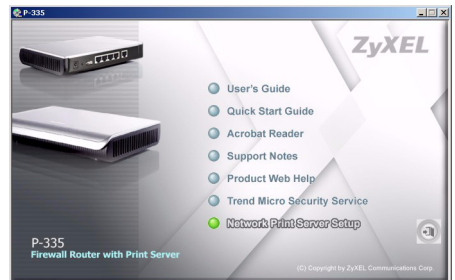 P-335
ZyXEL
User's Guide
Quick Start Guide
Acrobat Reader
Support Notes
Product Web Help
Trend Micro Security Service
Network Print Server Setup
P-335
Firewall Router with Print Server
(C) Copyright by ZyXEL Communications Corp.